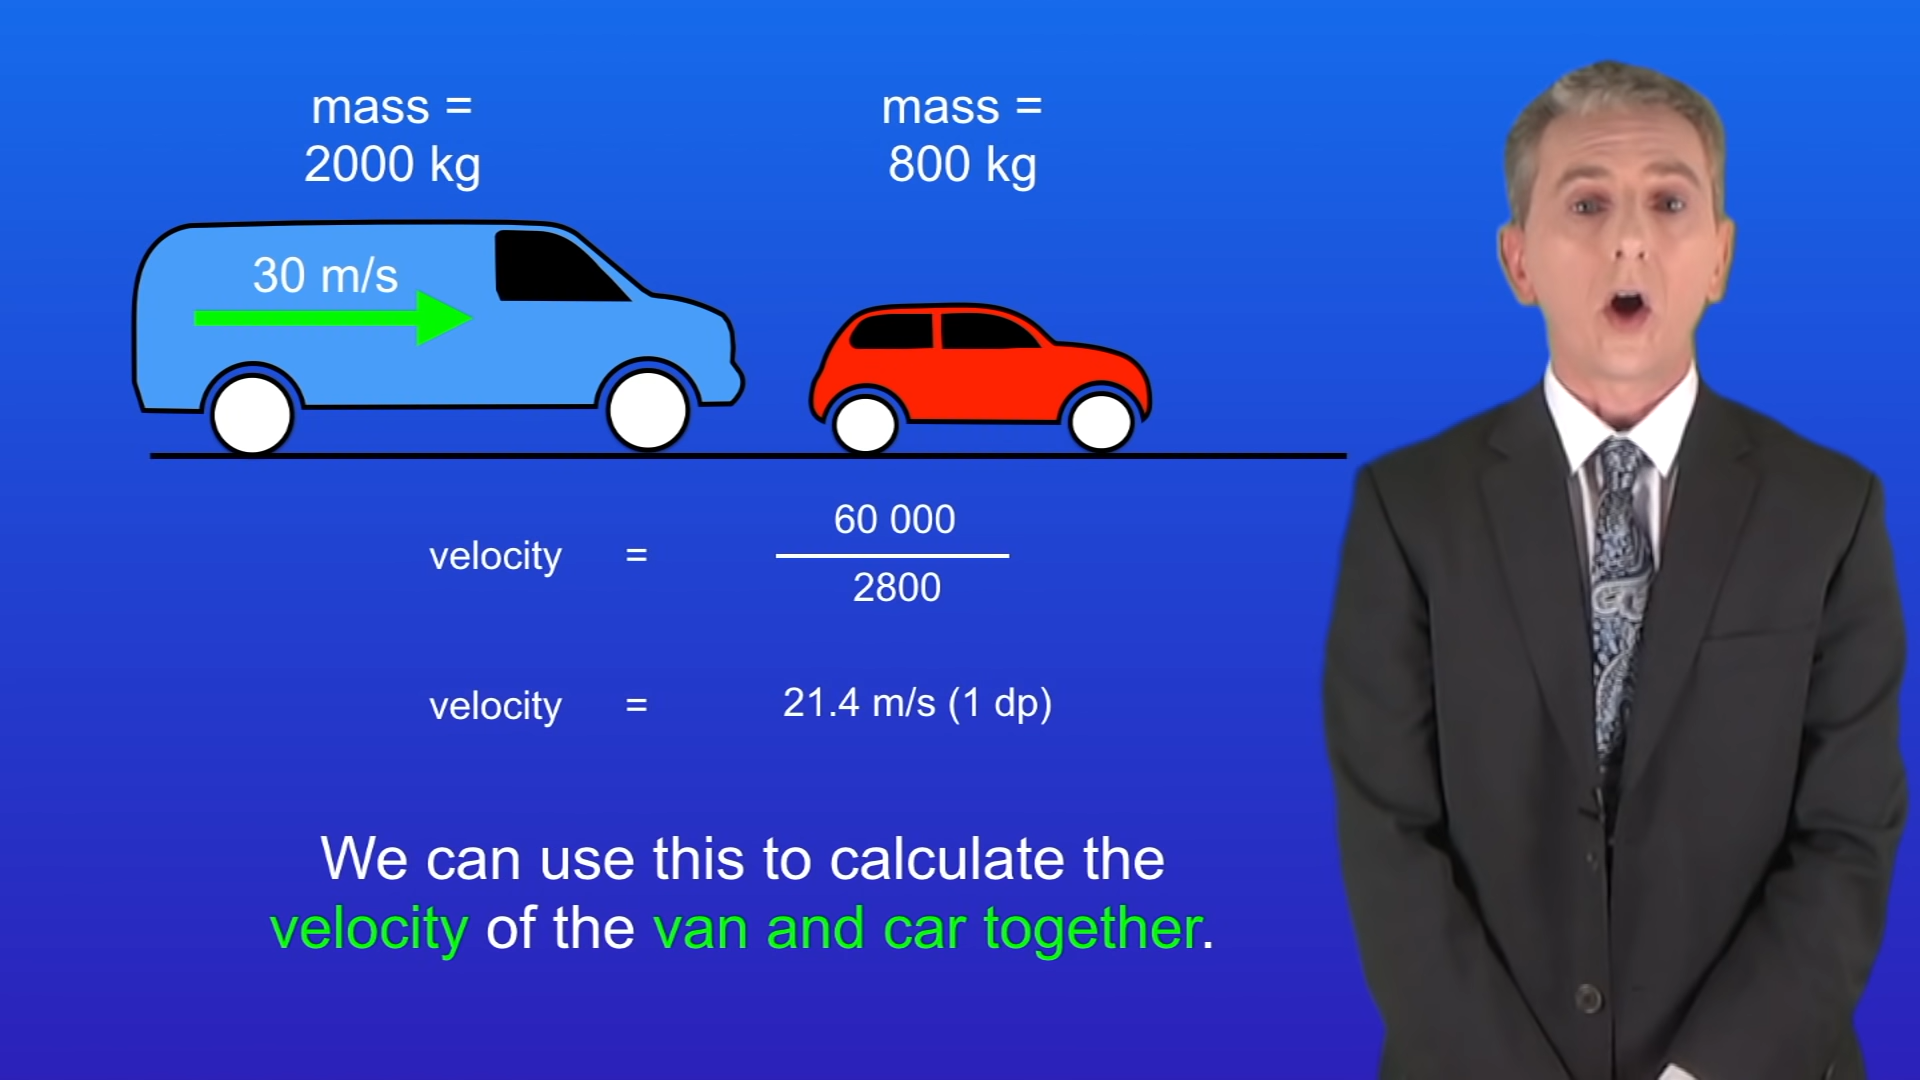 mass =
2000 kg
mass =
800 kg
30 m/s
velocity = 60 000
2800
velocity = 21.4 m/s (1 dp)
We can use this to calculate the
velocity of the van and car together.